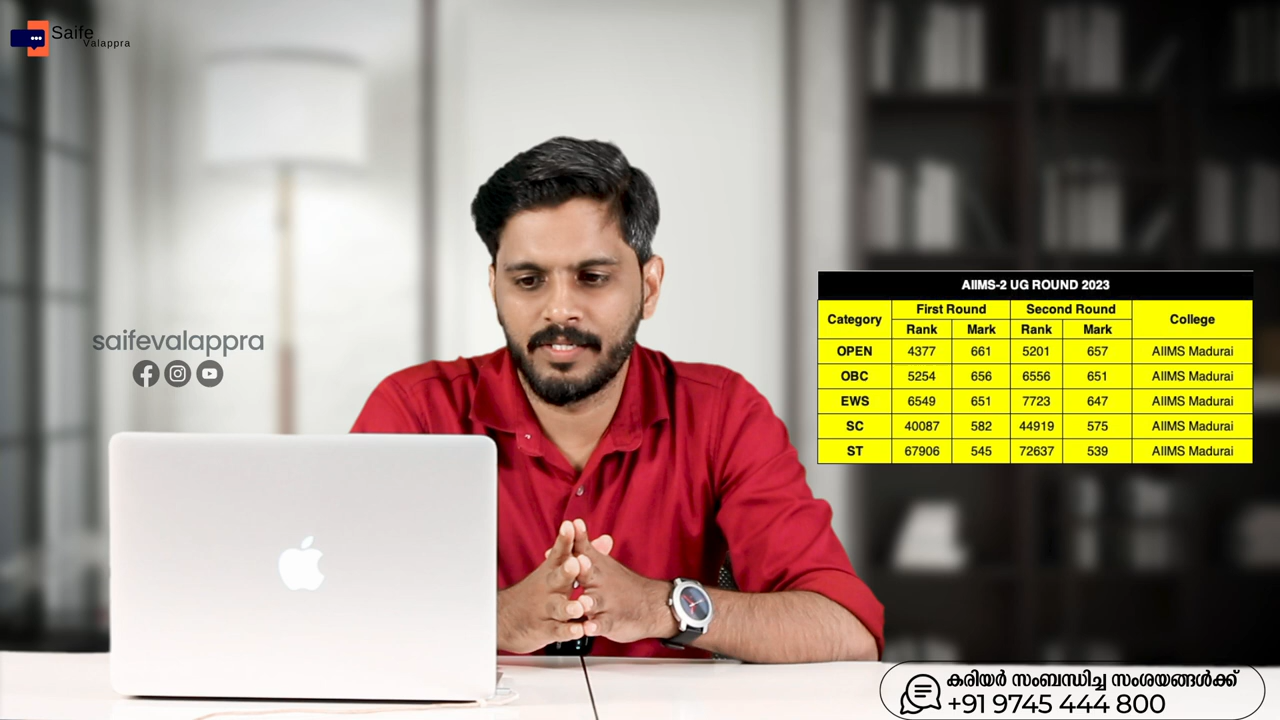 Saife
Valappra
saifevalappra
AIIMS-2 UG ROUND 2023
Category First Round Second Round College
Rank Mark Rank Mark
OPEN 4377 661 5201 657 AIIMS Madurai
OBC 5254 656 6556 651 AIIMS Madurai
EWS 6549 651 7723 647 AIIMS Madurai
SC 40087 582 44919 575 AIIMS Madurai
ST 67906 545 72637 539 AIIMS Madurai
കരിയർ സംബന്ധിച്ച സംശയങ്ങൾക്ക്
+91 9745 444 800